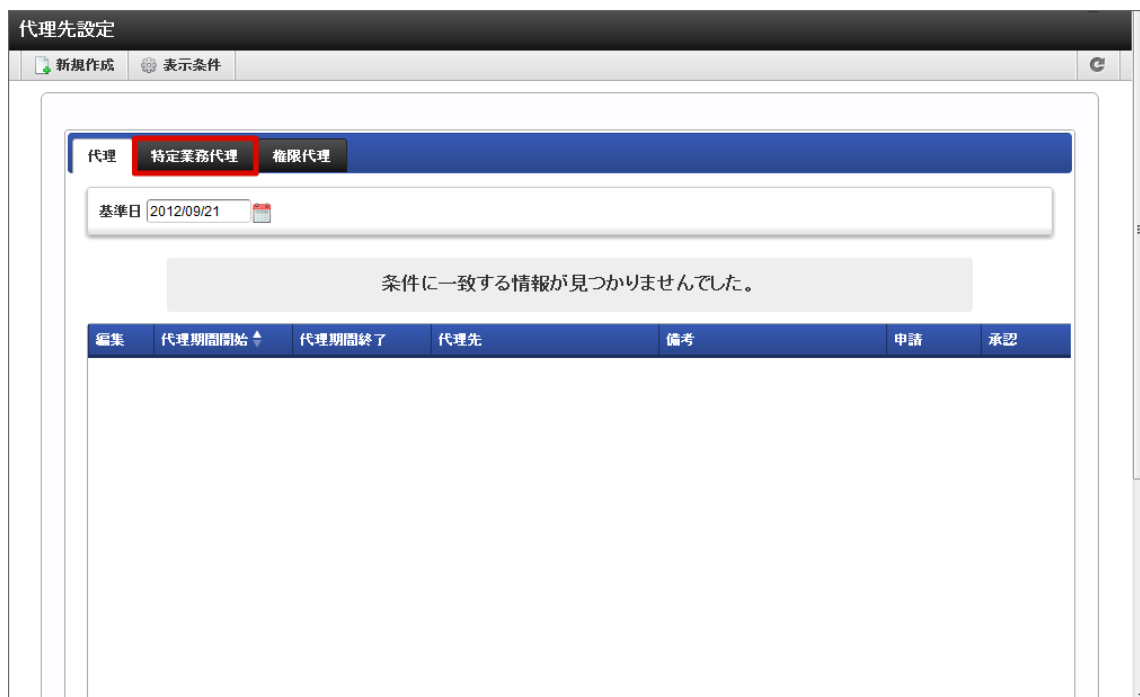 代理先設定
新規作成 表示条件
代理 特定業務代理 権限代理
基準日 2012/09/21
条件に一致する情報が見つかりませんでした。
編集 代理期間開始 代理期間終了 代理先 備考 申請 承認